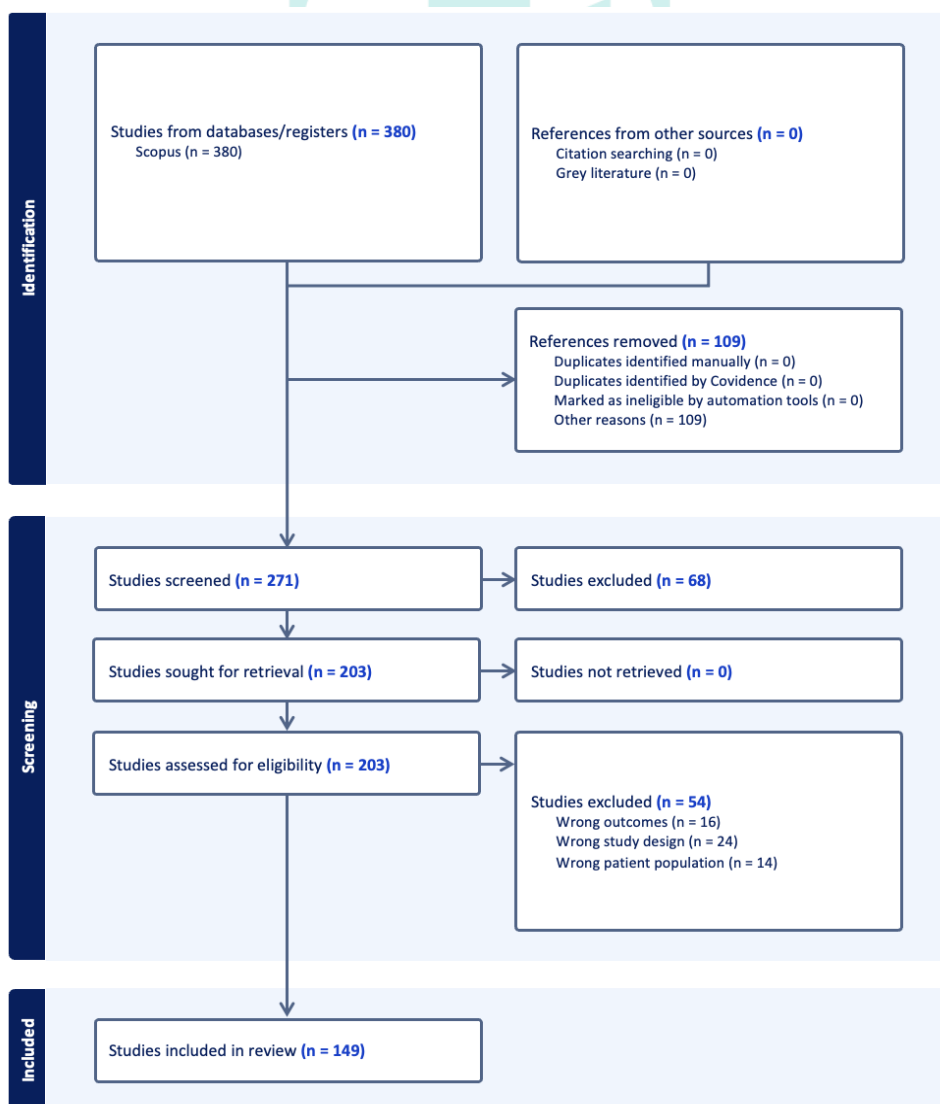 Identification
Studies from databases/registers (n = 380)
Scopus (n = 380)
References from other sources (n = 0)
Citation searching (n = 0)
Grey literature (n = 0)
References removed (n = 109)
Duplicates identified manually (n = 0)
Duplicates identified by Covidence (n = 0)
Marked as ineligible by automation tools (n = 0)
Other reasons (n = 109)
Screening
Studies screened (n = 271)
Studies excluded (n = 68)
Studies sought for retrieval (n = 203)
Studies not retrieved (n = 0)
Studies assessed for eligibility (n = 203)
Studies excluded (n = 54)
Wrong outcomes (n = 16)
Wrong study design (n = 24)
Wrong patient population (n = 14)
Included
Studies included in review (n = 149)